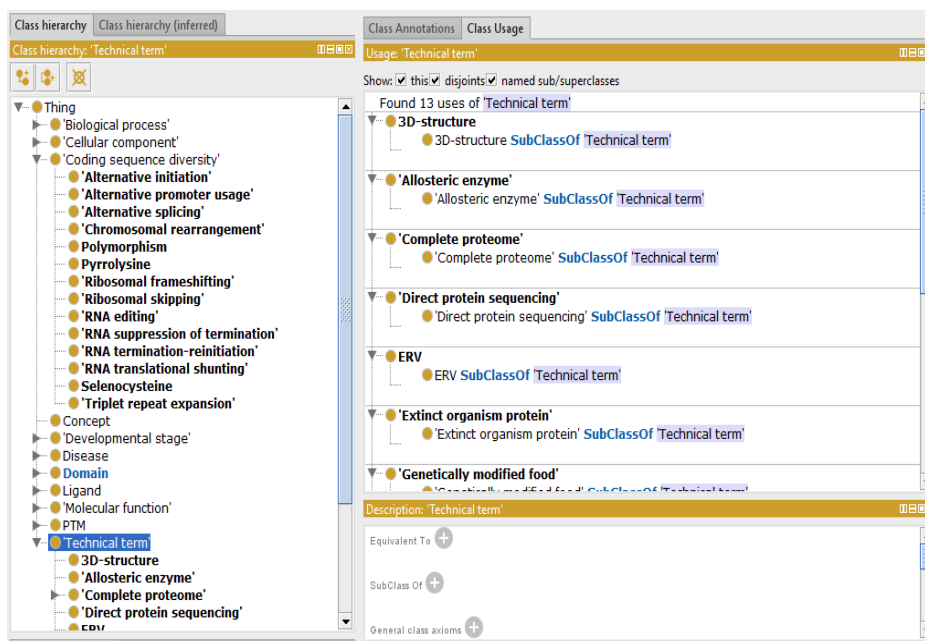 Class hierarchy Class hierarchy (inferred)
Class hierarchy: 'Technical term'
Thing
'Biological process'
'Cellular component'
'Coding sequence diversity'
'Alternative initiation'
'Alternative promoter usage'
'Alternative splicing'
'Chromosomal rearrangement'
Polymorphism
Pyrrolysine
'Ribosomal frameshifting'
'Ribosomal skipping'
'RNA editing'
'RNA suppression of termination'
'RNA termination-reinitiation'
'RNA translational shunting'
Selenocysteine
'Triplet repeat expansion'
Concept
'Developmental stage'
Disease
Domain
Ligand
'Molecular function'
PTM
'Technical term'
3D-structure
'Allosteric enzyme'
'Complete proteome'
'Direct protein sequencing'
ERV
Class Annotations Class Usage
Usage: 'Technical term'
Show: this disjoints named sub/superclasses
Found 13 uses of 'Technical term'
3D-structure
3D-structure SubClassOf 'Technical term'
'Allosteric enzyme'
'Allosteric enzyme' SubClassOf 'Technical term'
'Complete proteome'
'Complete proteome' SubClassOf 'Technical term'
'Direct protein sequencing'
'Direct protein sequencing' SubClassOf 'Technical term'
ERV
ERV SubClassOf 'Technical term'
'Extinct organism protein'
'Extinct organism protein' SubClassOf 'Technical term'
'Genetically modified food'
'Genetically modified food' SubClassOf 'Technical term'
Description: 'Technical term'
Equivalent To
SubClass Of
General class axioms